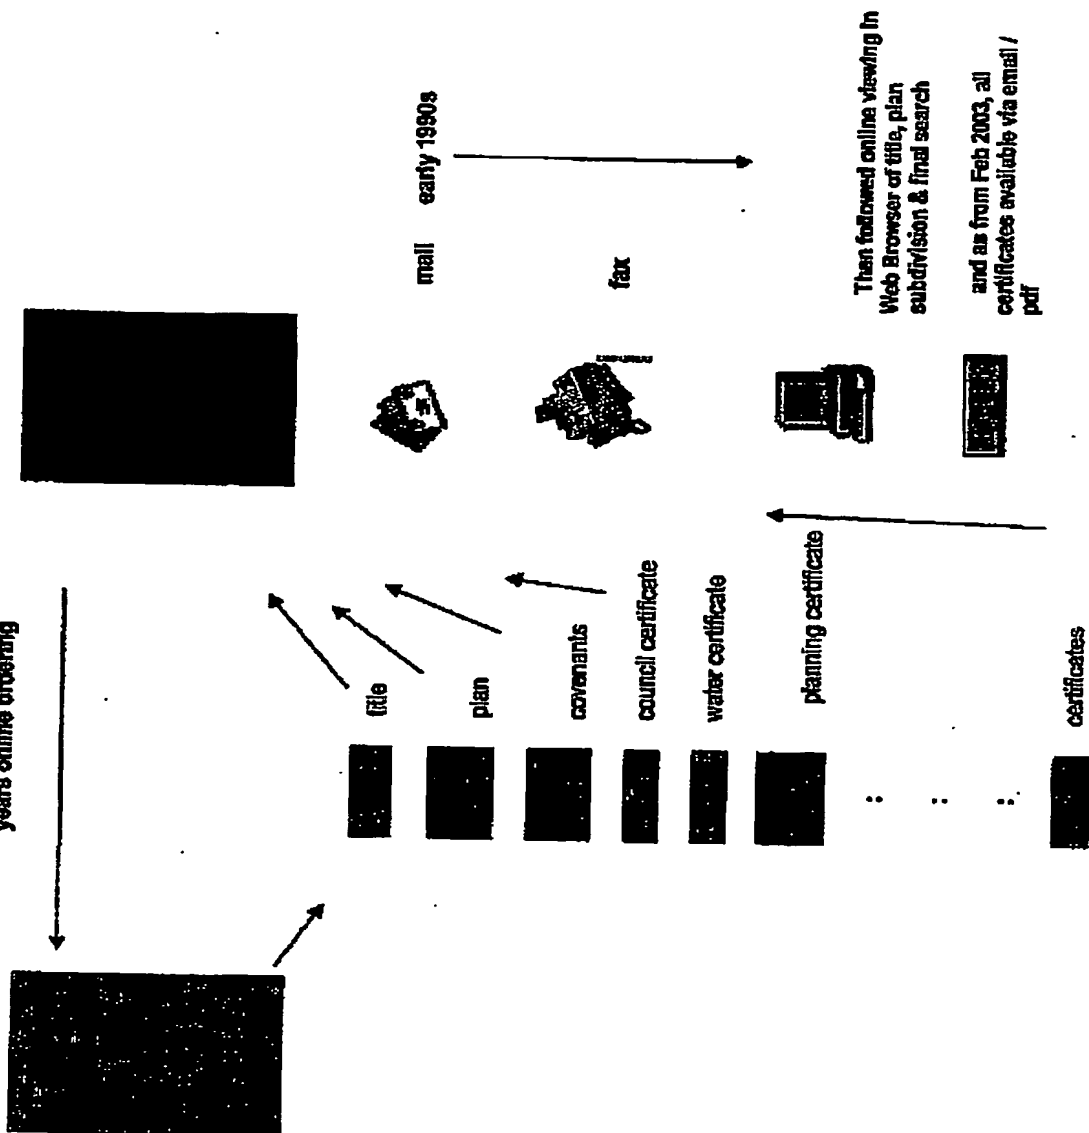 years online ordering
mail early 1990s
fax
Then followed online viewing in
Web Browser of title, plan
subdivision & final search
and as from Feb 2003, all
certificates available via email /
pdf
title
plan
covenants
council certificate
water certificate
planning certificate
certificates